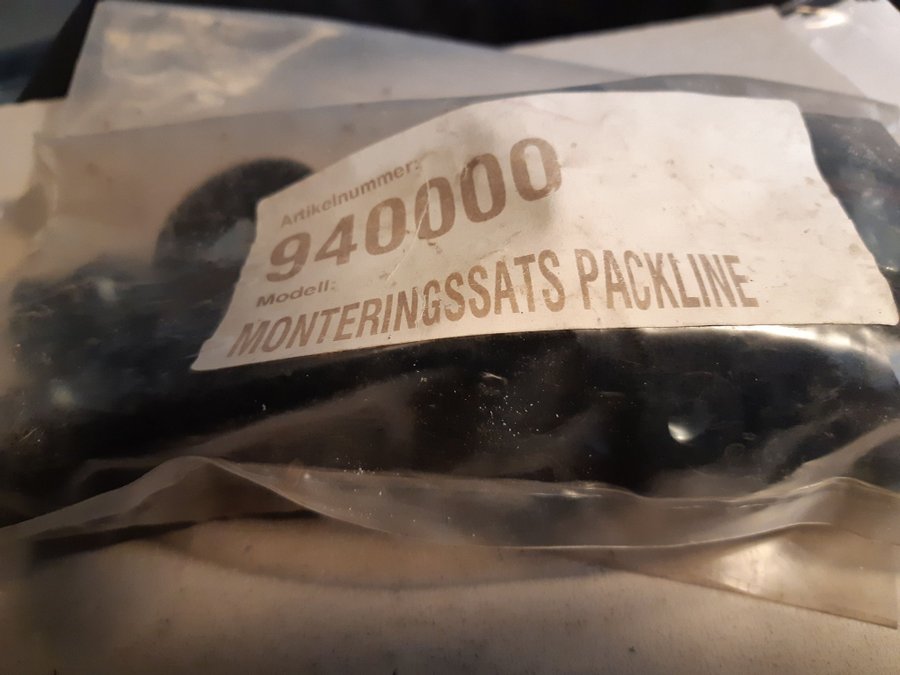 Artikelnummer:
940000
Modell:
MONTERINGSSATS PACKLINE